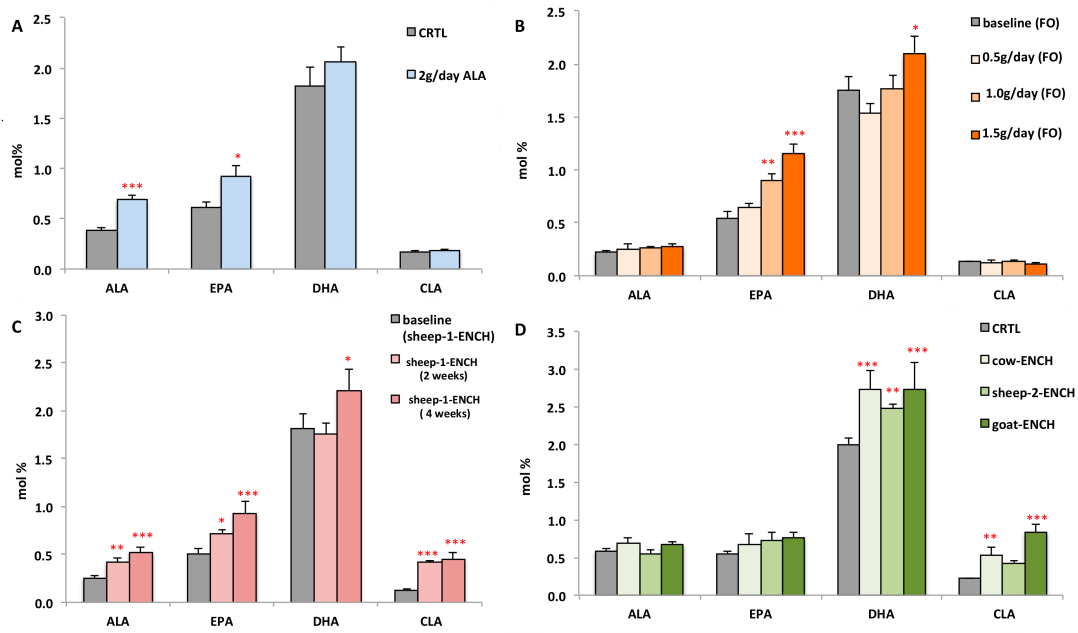 A
2.5
2.0
1.5
1.0
0.5
0.0
mol%
CRTL
2g/day ALA
***
*
ALA
EPA
DHA
CLA
B
2.5
2.0
1.5
1.0
0.5
0.0
mol%
baseline (FO)
0.5g/day (FO)
1.0g/day (FO)
1.5g/day (FO)
**
***
*
ALA
EPA
DHA
CLA
C
3.0
2.5
2.0
1.5
1.0
0.5
0.0
mol %
baseline
(sheep-1-ENCH)
sheep-1-ENCH
(2 weeks)
sheep-1-ENCH
( 4 weeks)
**
***
*
***
*
***
***
ALA
EPA
DHA
CLA
D
3.5
3.0
2.5
2.0
1.5
1.0
0.5
0.0
mol %
CRTL
cow-ENCH
sheep-2-ENCH
goat-ENCH
***
**
***
**
***
ALA
EPA
DHA
CLA